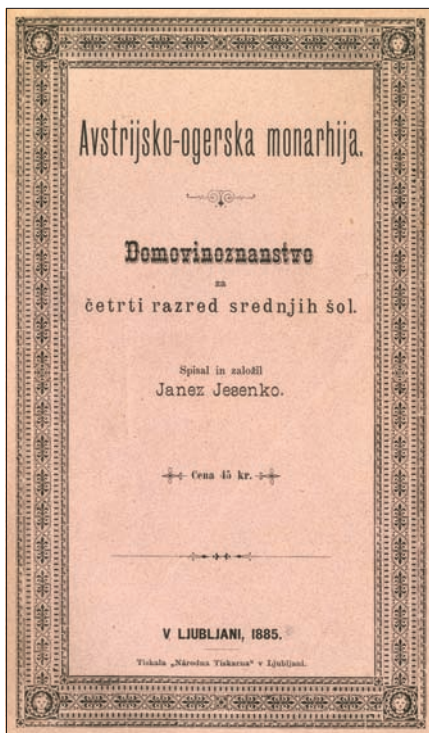 Avstrijsko-ogerska monarhija.
Domovinoznanstvo
za
četrti razred srednjih šol.
Spisal in založil
Janez Jesenko.
Cena 45 kr.
V LJUBLJANI, 1885.
Tiskala „Národna Tiskarna“ v Ljubljani.